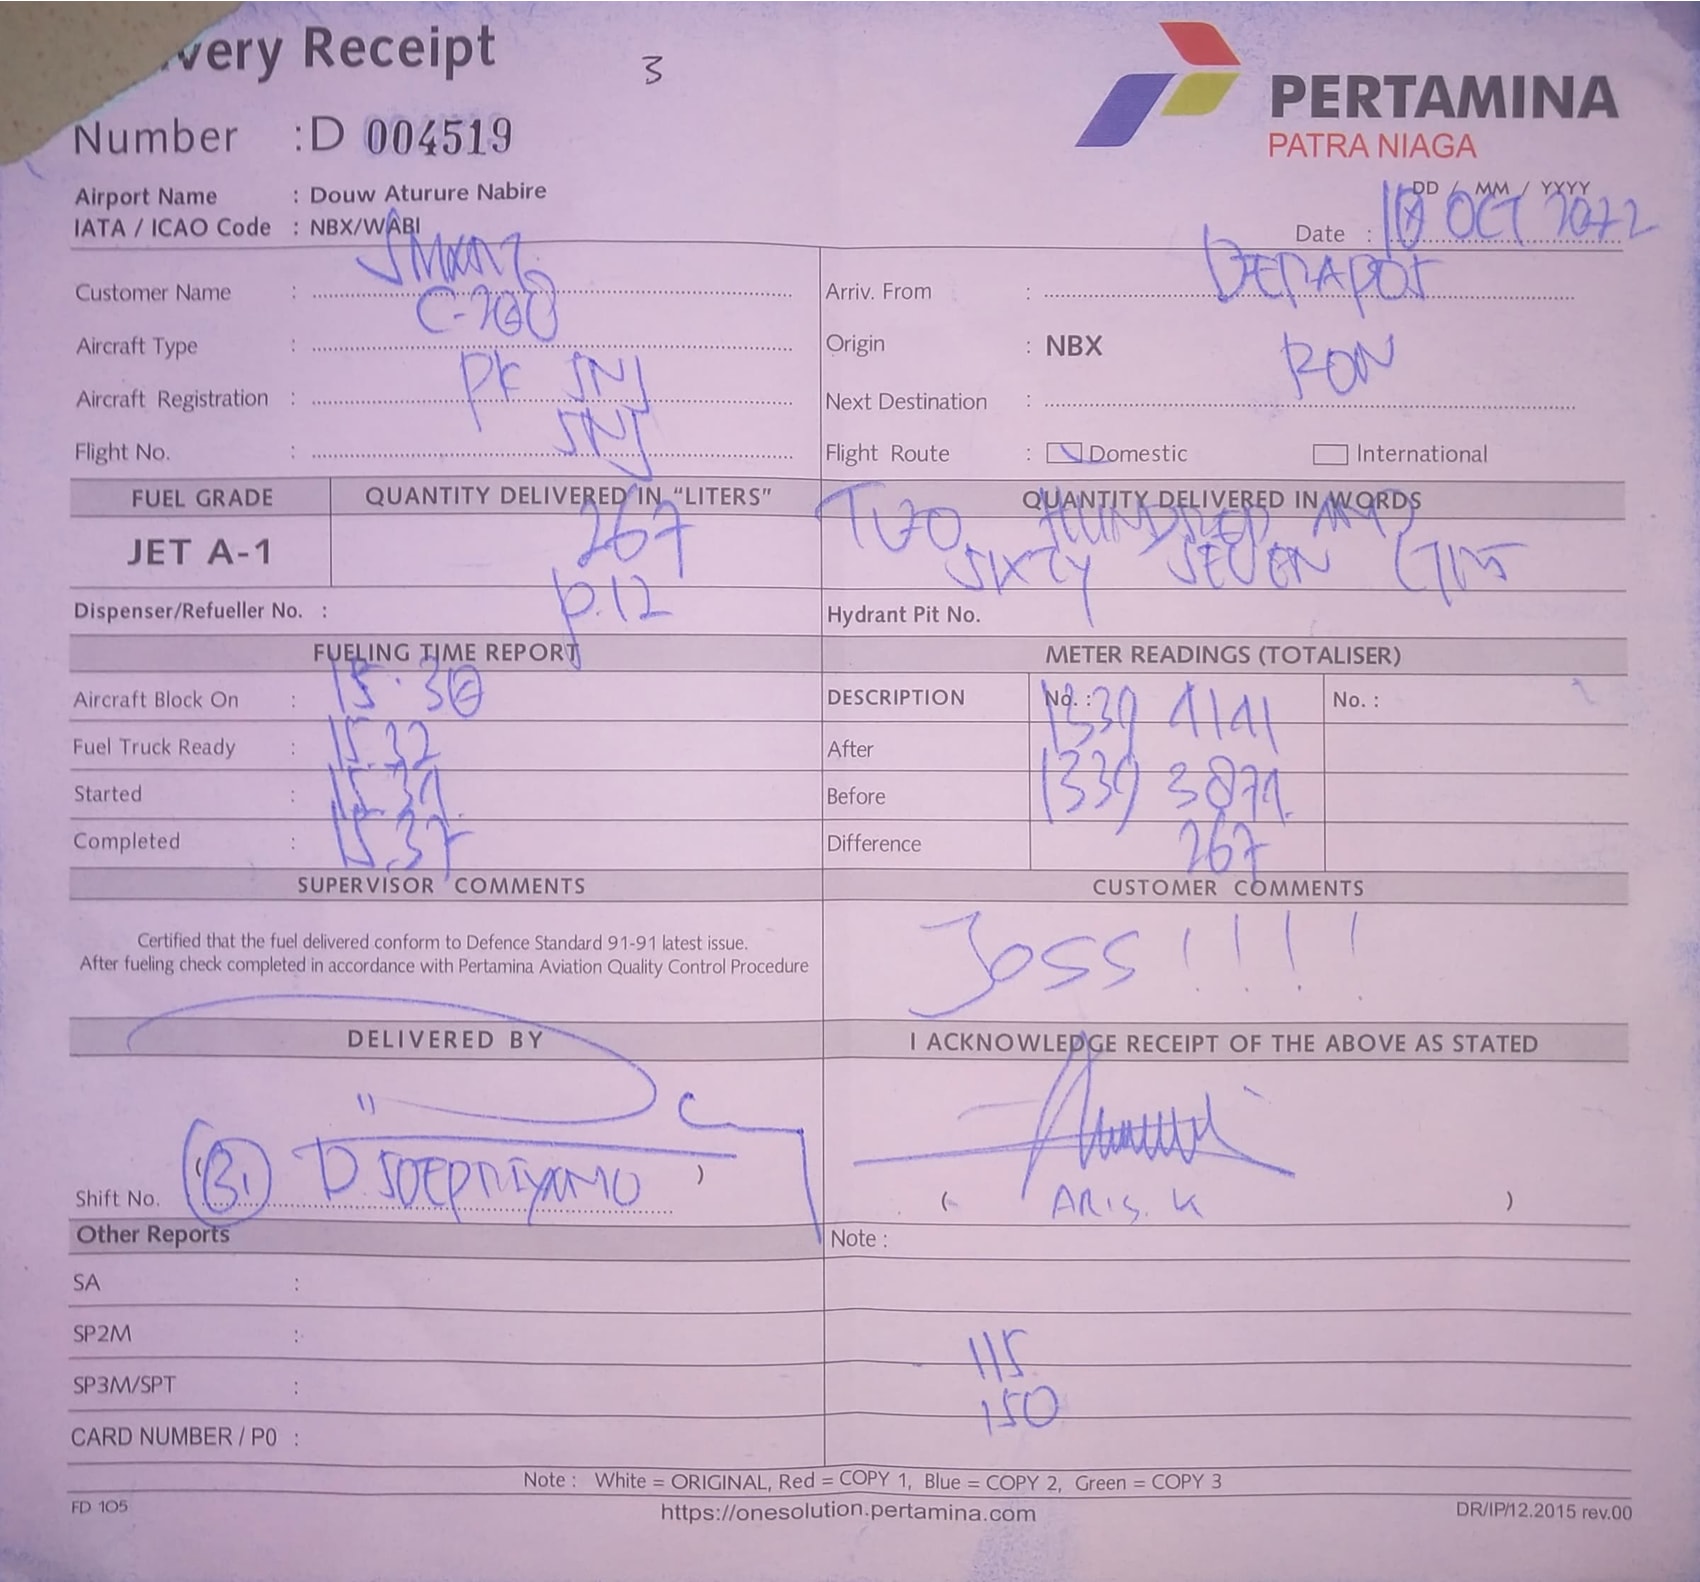 very Receipt
3
PERTAMINA
PATRA NIAGA
Number : D 004519
Airport Name : Douw Aturure Nabire
IATA / ICAO Code : NBX/WABI
DD / MM / YYYY
Date : OCT
Customer Name :
Arriv. From :
Aircraft Type :
Origin : NBX
Aircraft Registration : PK SNJ
Next Destination : RON
Flight No. : SNJ
Flight Route : Domestic International
FUEL GRADE QUANTITY DELIVERED IN “LITERS” QUANTITY DELIVERED IN WORDS
JET A-1 267 TWO HUNDRED AND
SIXTY SEVEN
Dispenser/Refueller No. : p.12
Hydrant Pit No.
FUELING TIME REPORT METER READINGS (TOTALISER)
Aircraft Block On : 15.30
DESCRIPTION No. : No. :
Fuel Truck Ready : 15.32
After 1339 4141
Started : 15.34
Before 1339 3874
Completed : 15.37
Difference 267
SUPERVISOR COMMENTS CUSTOMER COMMENTS
Certified that the fuel delivered conform to Defence Standard 91-91 latest issue.
After fueling check completed in accordance with Pertamina Aviation Quality Control Procedure
Joss !!!!
DELIVERED BY I ACKNOWLEDGE RECEIPT OF THE ABOVE AS STATED
Shift No. ( D. )
( ARIS. K )
Other Reports Note :
SA :
SP2M : 115
SP3M/SPT : 150
CARD NUMBER / P0 :
Note : White = ORIGINAL, Red = COPY 1, Blue = COPY 2, Green = COPY 3
FD 105 https://onesolution.pertamina.com DR/IP/12.2015 rev.00